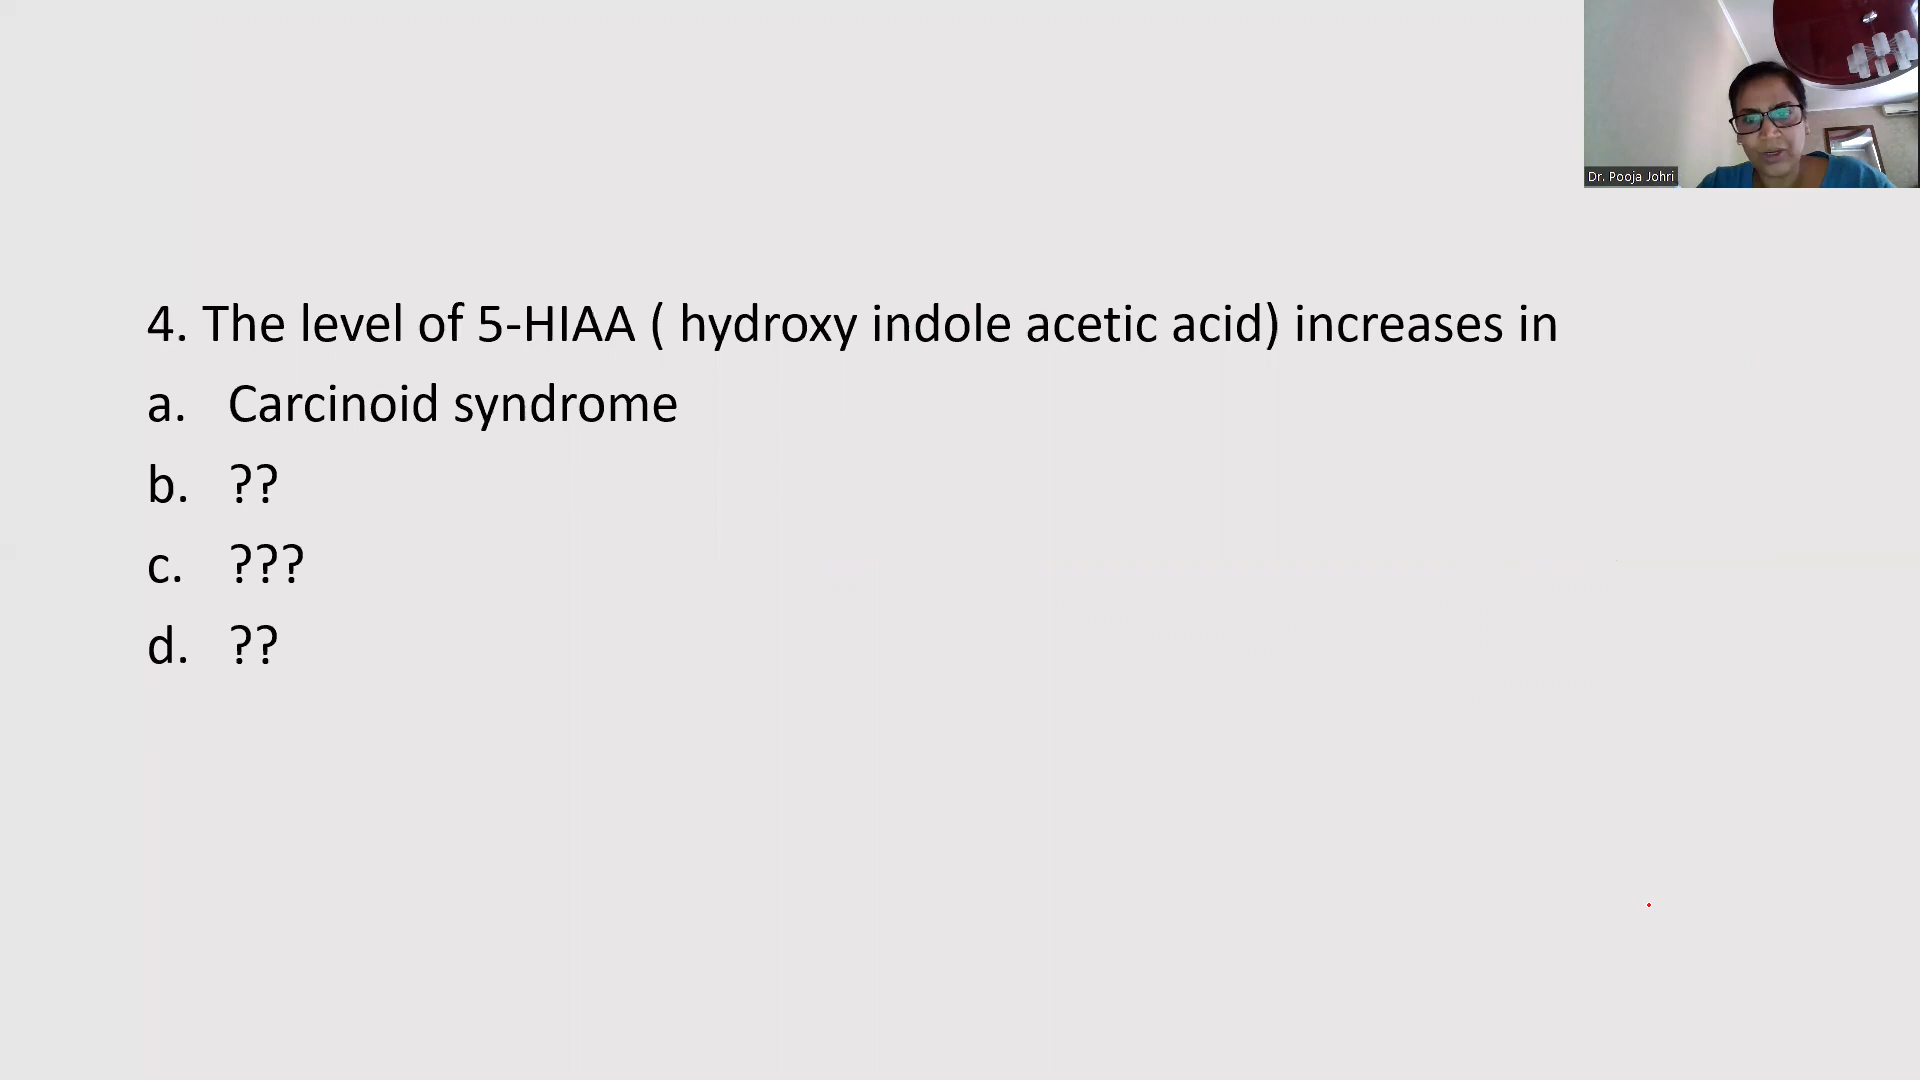 Dr. Pooja Johri
4. The level of 5-HIAA ( hydroxy indole acetic acid) increases in
a. Carcinoid syndrome
b. ??
c. ???
d. ??